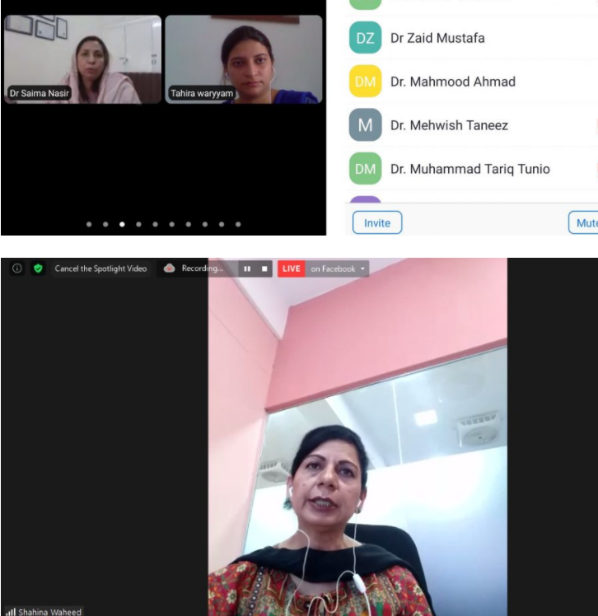 DZ Dr Zaid Mustafa
DM Dr. Mahmood Ahmad
Dr Saima Nasir
Tahira waryyam
M Dr. Mehwish Taneez
DM Dr. Muhammad Tariq Tunio
Invite
Mute
Cancel the Spotlight Video Recording... LIVE on Facebook
Shahina Waheed